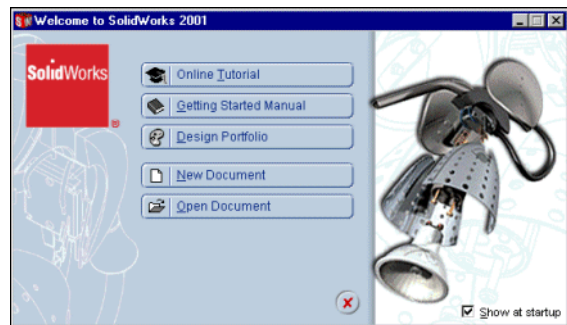 Welcome to SolidWorks 2001
SolidWorks
®
Online Tutorial
Getting Started Manual
Design Portfolio
New Document
Open Document
Show at startup